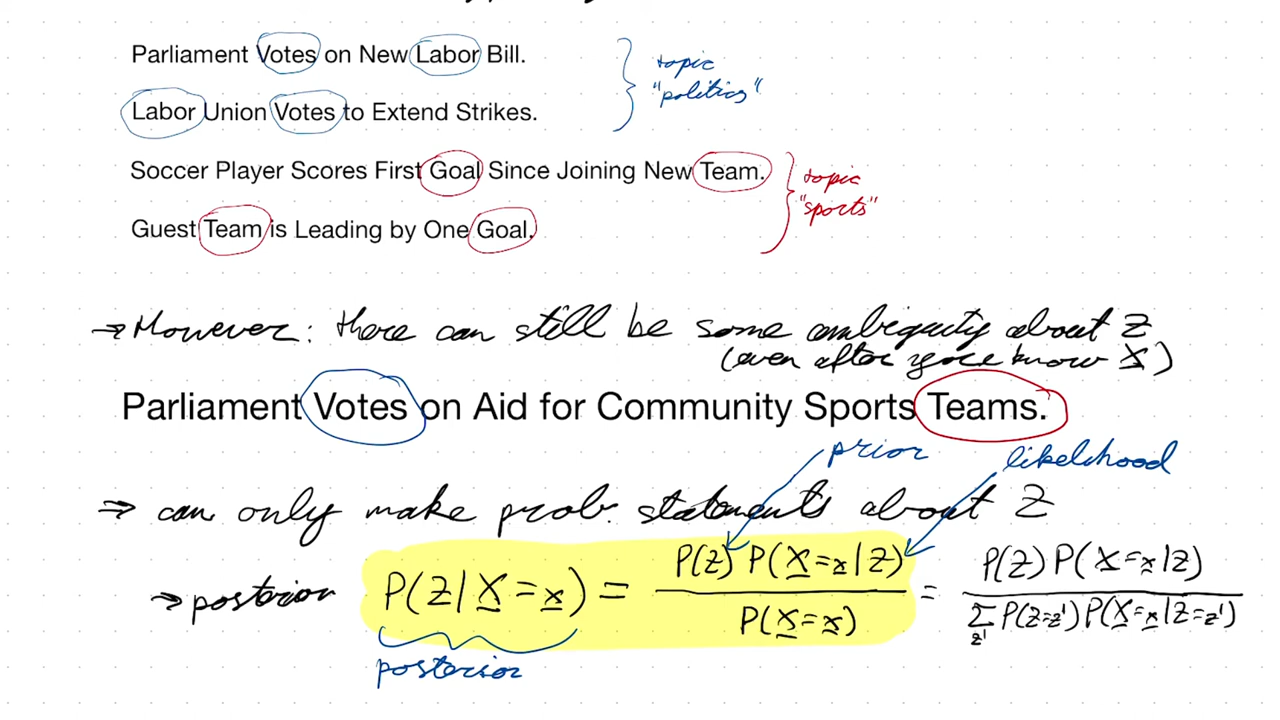 Parliament Votes on New Labor Bill.
topic
"politics"
Labor Union Votes to Extend Strikes.
Soccer Player Scores First Goal Since Joining New Team.
topic
"sports"
Guest Team is Leading by One Goal.
→ However: there can still be some ambiguity about Z
(even after you know X)
Parliament Votes on Aid for Community Sports Teams.
prior
likelihood
⇒ can only make prob. statements about Z
→ posterior P(Z|X=x) = P(Z) P(X=x|Z) / P(X=x) = P(Z) P(X=x|Z) / Σz' P(Z=z') P(X=x|Z=z')
posterior